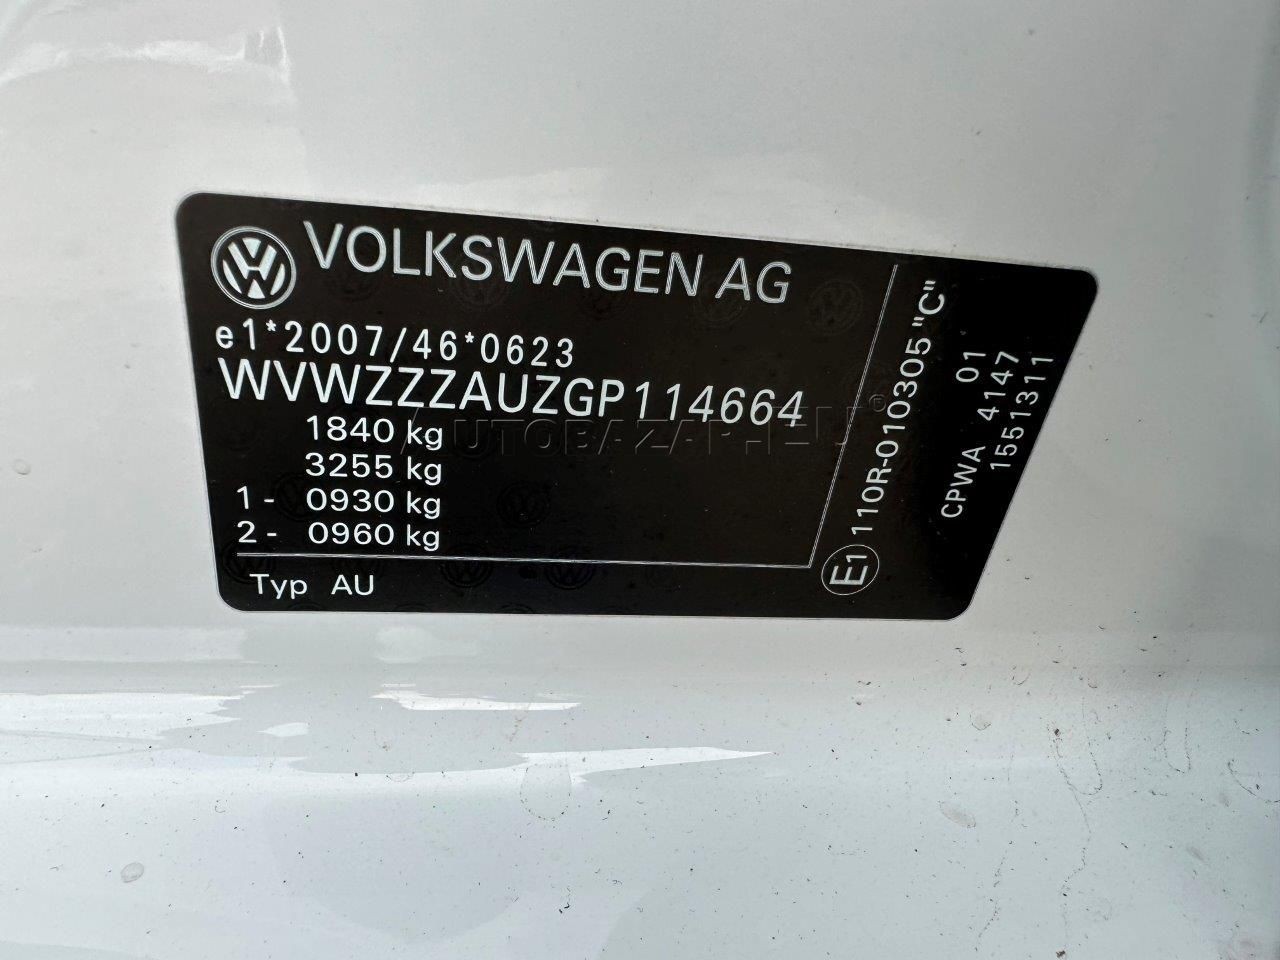 VOLKSWAGEN AG
e1*2007/46*0623
WVWZZZAUZGP114664
1840 kg
3255 kg
1- 0930 kg
2- 0960 kg
Typ AU
E1 110R-010305 "C"
CPWA 01
41147
1551311
AUTOBAZAR.EU®